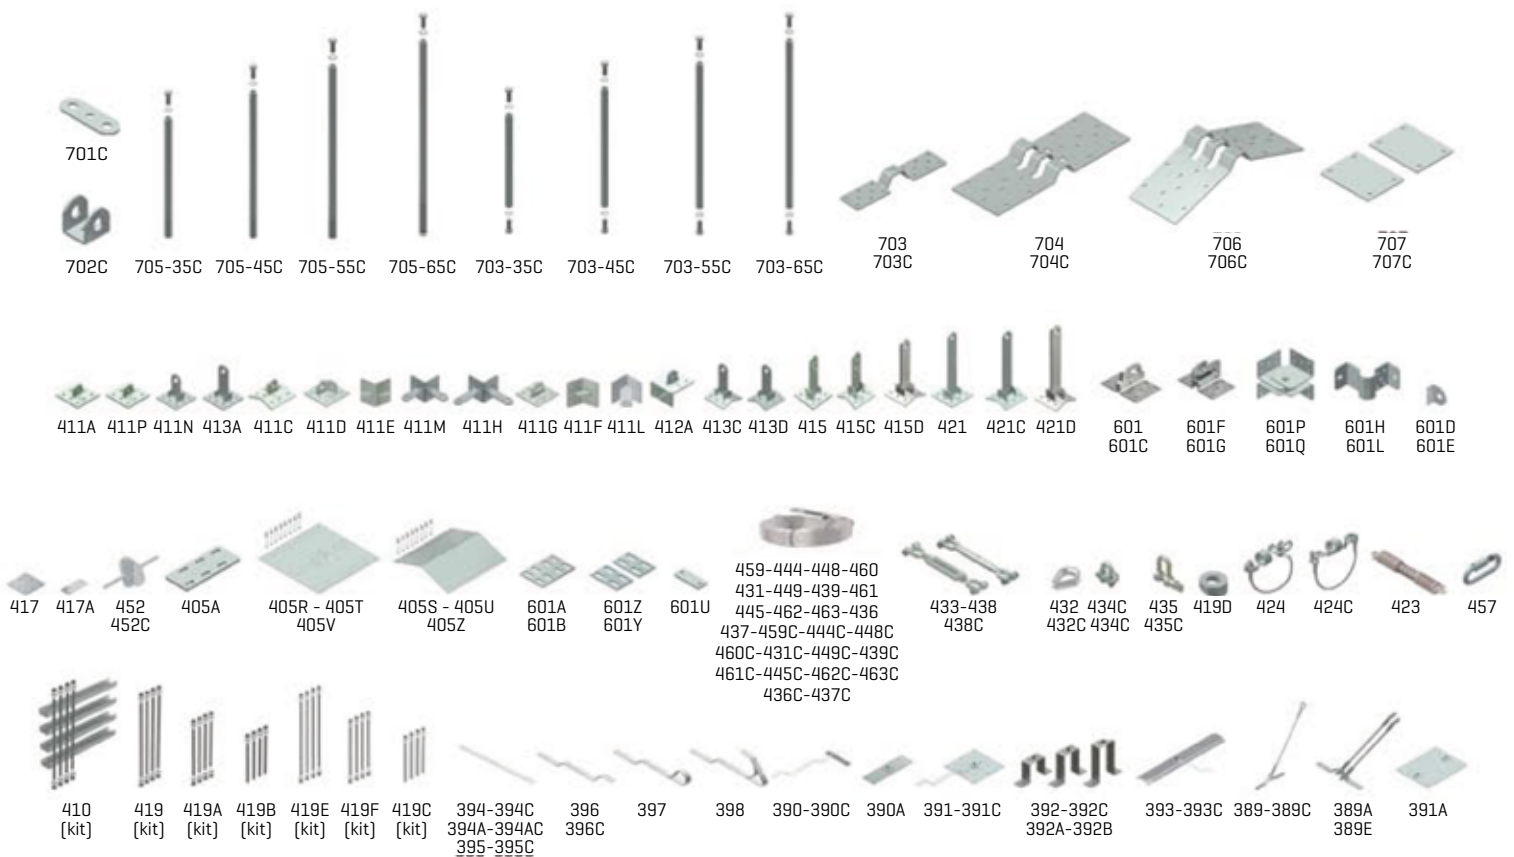 701C
702C
705-35C
705-45C
705-55C
705-65C
703-35C
703-45C
703-55C
703-65C
703
703C
704
704C
706
706C
707
707C
411A
411P
411N
413A
411C
411D
411E
411M
411H
411G
411F
411L
412A
413C
413D
415
415C
415D
421
421C
421D
601
601C
601F
601G
601P
601Q
601H
601L
601D
601E
417
417A
452
452C
405A
405R - 405T
405V
405S - 405U
405Z
601A
601B
601Z
601Y
601U
459-444-448-460
431-449-439-461
445-462-463-436
437-459C-444C-448C
460C-431C-449C-439C
461C-445C-462C-463C
436C-437C
433-438
438C
432
432C
434C
434C
435
435C
419D
424
424C
423
457
410
(kit)
419
(kit)
419A
(kit)
419B
(kit)
419E
(kit)
419F
(kit)
419C
(kit)
394-394C
394A-394AC
395-395C
396
396C
397
398
390-390C
390A
391-391C
392-392C
392A-392B
393-393C
389-389C
389A
389E
391A